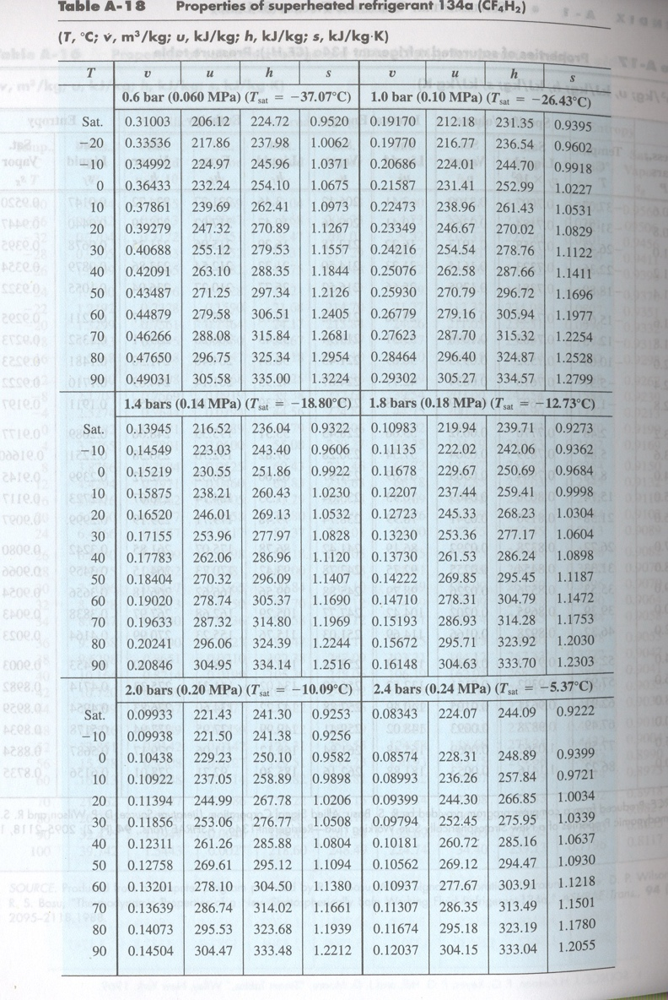 Table A-18 Properties of superheated refrigerant 134a (CF4H2)
(T, °C; v, m³/kg; u, kJ/kg; h, kJ/kg; s, kJ/kg·K)
T v u h s v u h s
0.6 bar (0.060 MPa) (Tsat = −37.07°C) 1.0 bar (0.10 MPa) (Tsat = −26.43°C)
Sat. 0.31003 206.12 224.72 0.9520 0.19170 212.18 231.35 0.9395
−20 0.33536 217.86 237.98 1.0062 0.19770 216.77 236.54 0.9602
−10 0.34992 224.97 245.96 1.0371 0.20686 224.01 244.70 0.9918
0 0.36433 232.24 254.10 1.0675 0.21587 231.41 252.99 1.0227
10 0.37861 239.69 262.41 1.0973 0.22473 238.96 261.43 1.0531
20 0.39279 247.32 270.89 1.1267 0.23349 246.67 270.02 1.0829
30 0.40688 255.12 279.53 1.1557 0.24216 254.54 278.76 1.1122
40 0.42091 263.10 288.35 1.1844 0.25076 262.58 287.66 1.1411
50 0.43487 271.25 297.34 1.2126 0.25930 270.79 296.72 1.1696
60 0.44879 279.58 306.51 1.2405 0.26779 279.16 305.94 1.1977
70 0.46266 288.08 315.84 1.2681 0.27623 287.70 315.32 1.2254
80 0.47650 296.75 325.34 1.2954 0.28464 296.40 324.87 1.2528
90 0.49031 305.58 335.00 1.3224 0.29302 305.27 334.57 1.2799
1.4 bars (0.14 MPa) (Tsat = −18.80°C) 1.8 bars (0.18 MPa) (Tsat = −12.73°C)
Sat. 0.13945 216.52 236.04 0.9322 0.10983 219.94 239.71 0.9273
−10 0.14549 223.03 243.40 0.9606 0.11135 222.02 242.06 0.9362
0 0.15219 230.55 251.86 0.9922 0.11678 229.67 250.69 0.9684
10 0.15875 238.21 260.43 1.0230 0.12207 237.44 259.41 0.9998
20 0.16520 246.01 269.13 1.0532 0.12723 245.33 268.23 1.0304
30 0.17155 253.96 277.97 1.0828 0.13230 253.36 277.17 1.0604
40 0.17783 262.06 286.96 1.1120 0.13730 261.53 286.24 1.0898
50 0.18404 270.32 296.09 1.1407 0.14222 269.85 295.45 1.1187
60 0.19020 278.74 305.37 1.1690 0.14710 278.31 304.79 1.1472
70 0.19633 287.32 314.80 1.1969 0.15193 286.93 314.28 1.1753
80 0.20241 296.06 324.39 1.2244 0.15672 295.71 323.92 1.2030
90 0.20846 304.95 334.14 1.2516 0.16148 304.63 333.70 1.2303
2.0 bars (0.20 MPa) (Tsat = −10.09°C) 2.4 bar (0.24 MPa) (Tsat = −5.37°C)
Sat. 0.09933 221.43 241.30 0.9253 0.08343 224.07 244.09 0.9222
−10 0.09938 221.50 241.38 0.9256
0 0.10438 229.23 250.10 0.9582 0.08574 228.31 248.89 0.9399
10 0.10922 237.05 258.89 0.9898 0.08993 236.26 257.84 0.9721
20 0.11394 244.99 267.78 1.0206 0.09399 244.30 266.85 1.0034
30 0.11856 253.06 276.77 1.0508 0.09794 252.45 275.95 1.0339
40 0.12311 261.26 285.88 1.0804 0.10181 260.72 285.16 1.0637
50 0.12758 269.61 295.12 1.1094 0.10562 269.12 294.47 1.0930
60 0.13201 278.10 304.50 1.1380 0.10937 277.67 303.91 1.1218
70 0.13639 286.74 314.02 1.1661 0.11307 286.35 313.49 1.1501
80 0.14073 295.53 323.68 1.1939 0.11674 295.18 323.19 1.1780
90 0.14504 304.47 333.48 1.2212 0.12037 304.15 333.04 1.2055